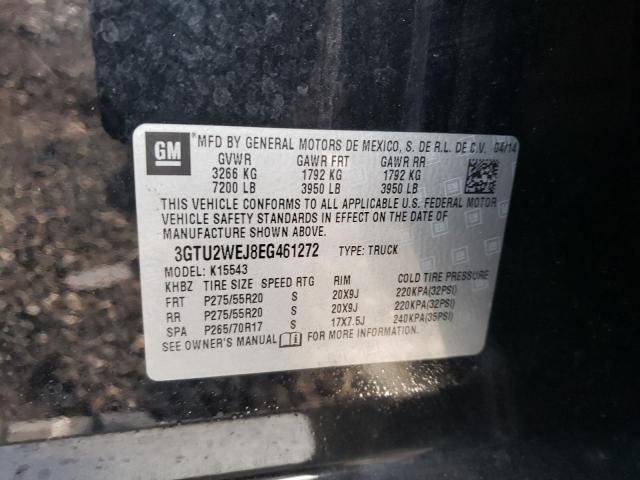 GM *MFD BY GENERAL MOTORS DE MEXICO, S. DE R.L. DE C.V. 04/14
GVWR GAWR FRT GAWR RR
3266 KG 1792 KG 1792 KG
7200 LB 3950 LB 3950 LB
THIS VEHICLE CONFORMS TO ALL APPLICABLE U.S. FEDERAL MOTOR
VEHICLE SAFETY STANDARDS IN EFFECT ON THE DATE OF
MANUFACTURE SHOWN ABOVE.
3GTU2WEJ8EG461272 TYPE: TRUCK
MODEL: K15543
KHBZ TIRE SIZE SPEED RTG RIM COLD TIRE PRESSURE
FRT P275/55R20 S 20X9J 220KPA(32PSI)
RR P275/55R20 S 20X9J 220KPA(32PSI)
SPA P265/70R17 S 17X7.5J 240KPA(35PSI)
SEE OWNER'S MANUAL FOR MORE INFORMATION.